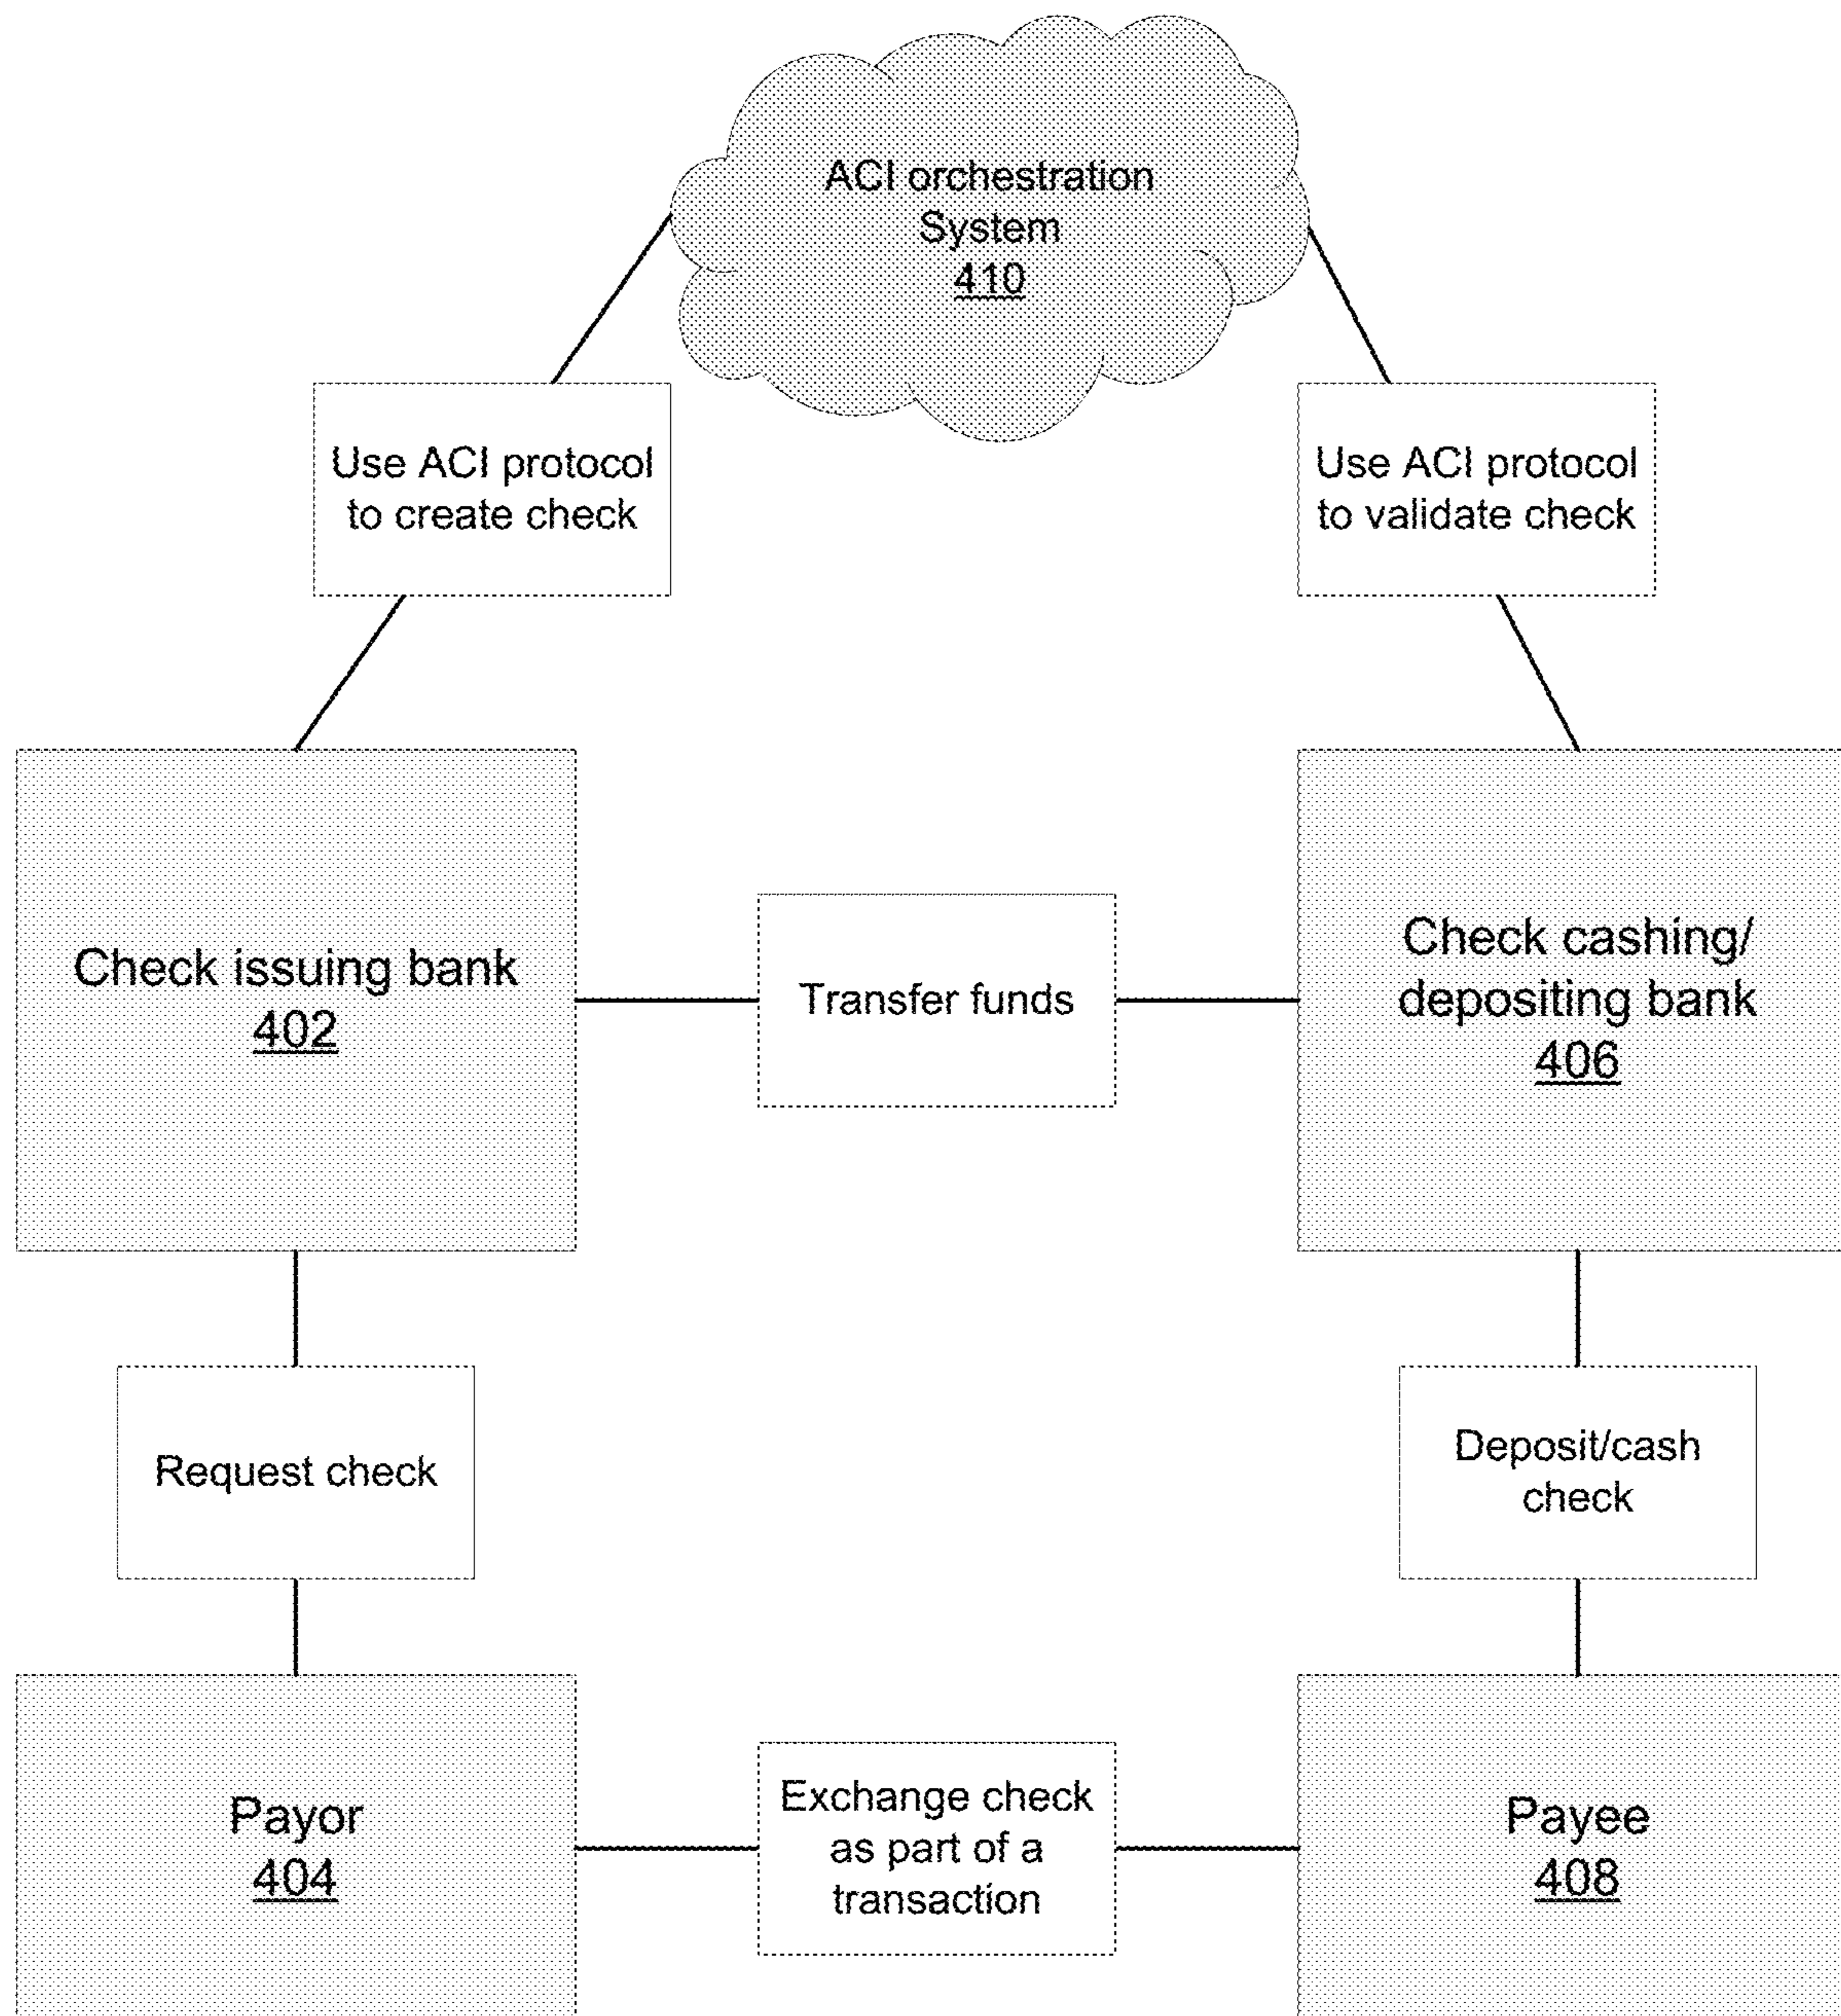 ACI orchestration
System
410
Use ACI protocol
to create check
Use ACI protocol
to validate check
Check issuing bank
402
Transfer funds
Check cashing/
depositing bank
406
Request check
Deposit/cash
check
Payor
404
Exchange check
as part of a
transaction
Payee
408